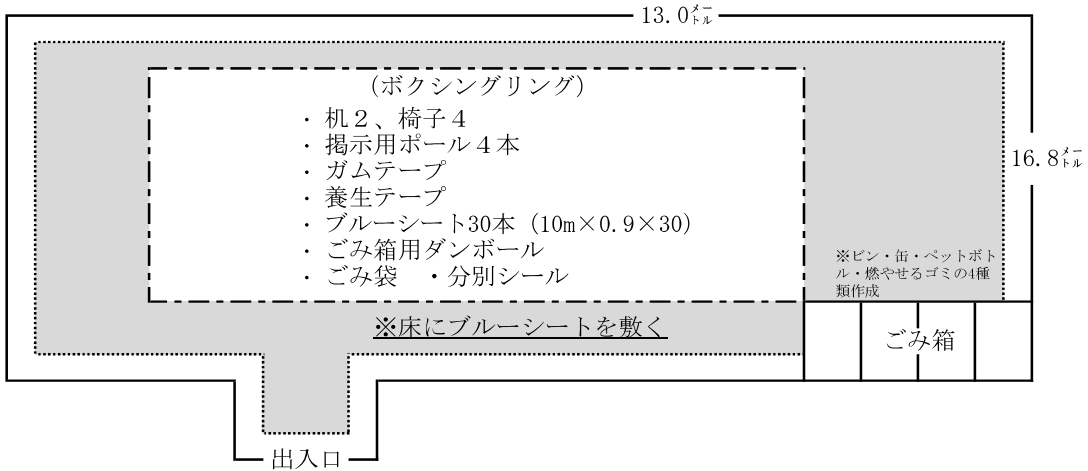 13.0メートル
(ボクシングリング)
・ 机２、椅子４
・ 掲示用ポール４本
・ ガムテープ
・ 養生テープ
・ ブルーシート30本 (10m×0.9×30)
・ ごみ箱用ダンボール
・ ごみ袋 ・分別シール
16.8メートル
※ビン・缶・ペットボト
ル・燃やせるゴミの4種
類作成
※床にブルーシートを敷く
ごみ箱
出入口